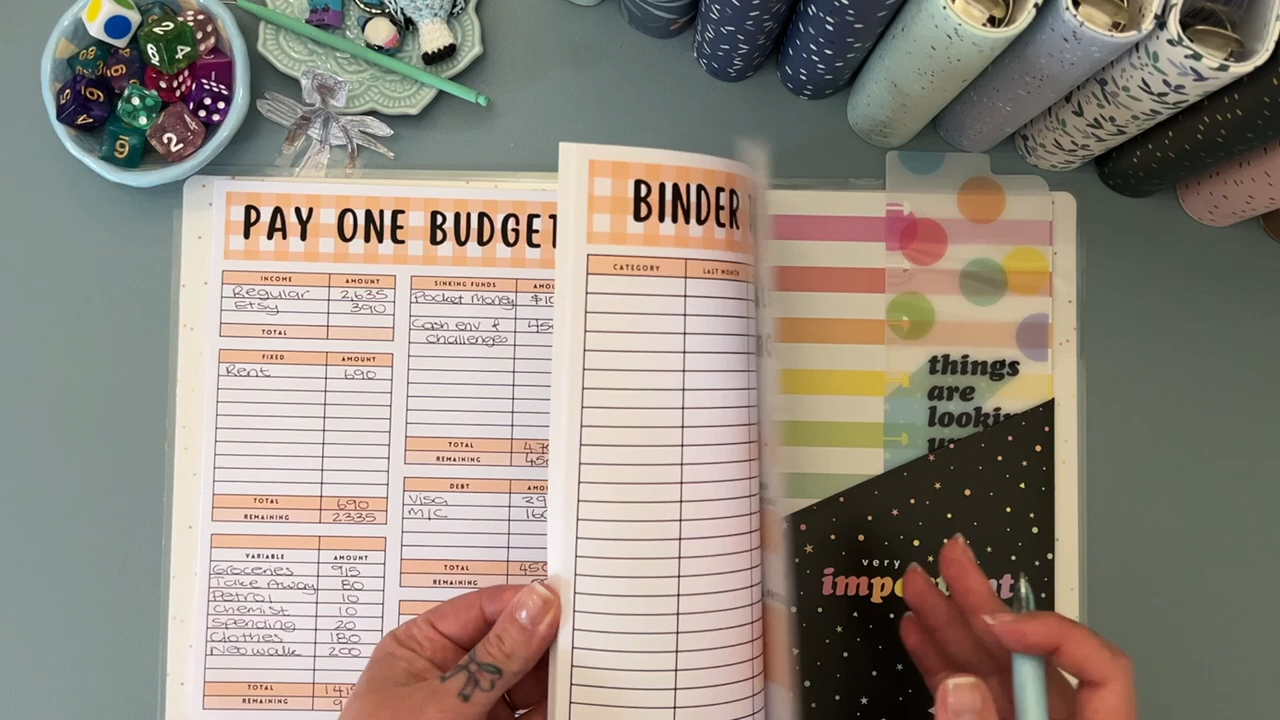 PAY ONE BUDGET
INCOME AMOUNT
Regular 2,635
Etsy 390
TOTAL
FIXED AMOUNT
Rent 690
TOTAL 690
REMAINING 2335
VARIABLE AMOUNT
Groceries 915
Take Away 80
Petrol 10
Chemist 10
Spending 20
Clothes 180
Neowalk 200
TOTAL 141
REMAINING
SINKING FUNDS
Pocket Money
Cash env &
challenges
TOTAL
REMAINING
DEBT
Visa
M/C
TOTAL
REMAINING
BINDER
CATEGORY LAST MONTH
things
are
lookin
very
important